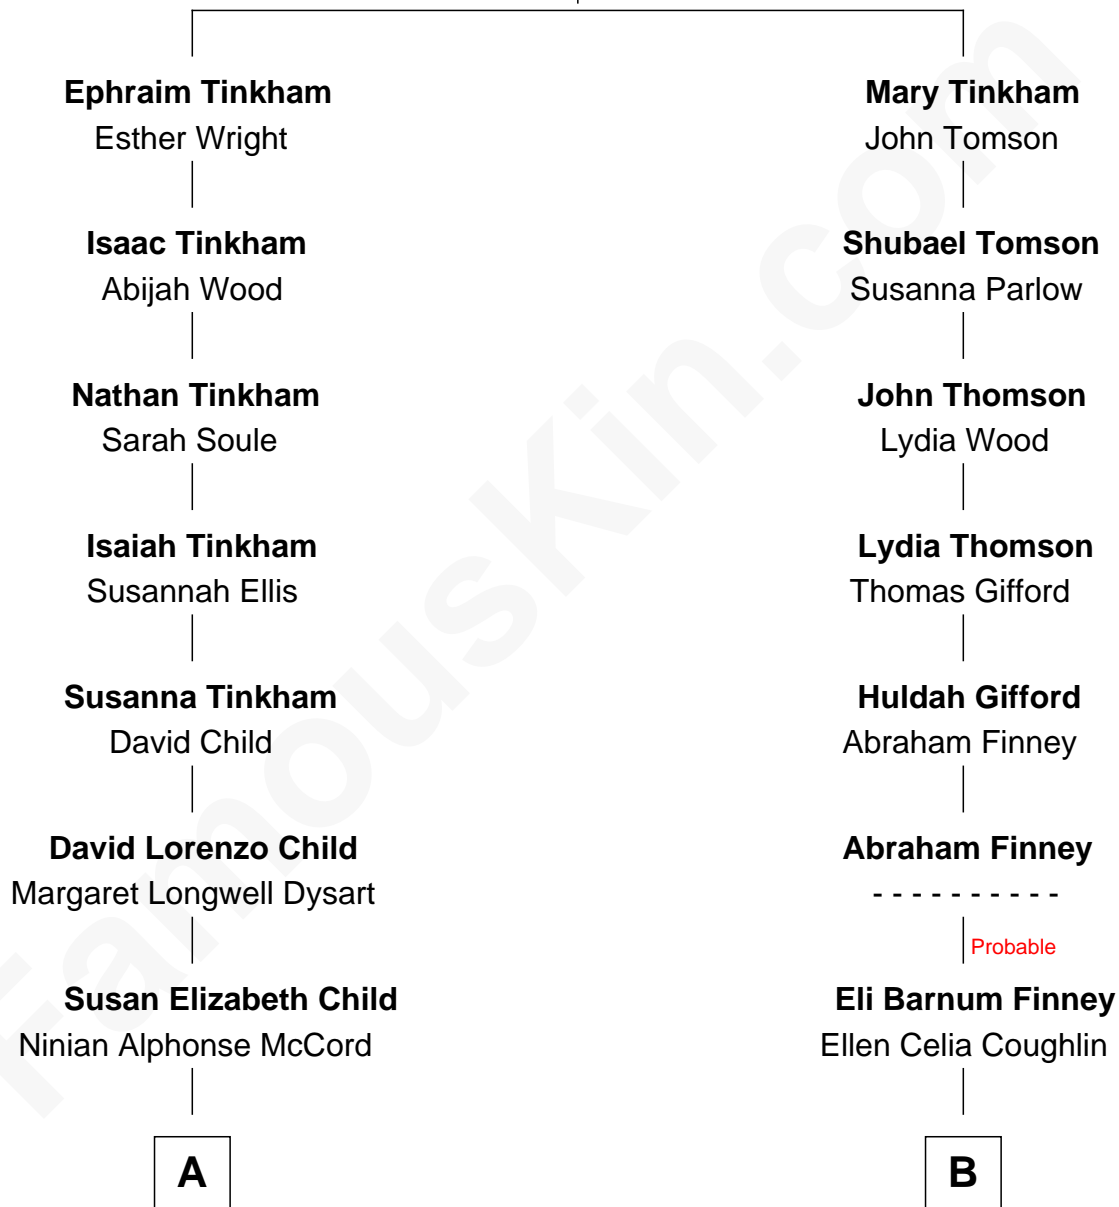 Ephraim Tinkham
Esther Wright
Mary Tinkham
John Tomson
Isaac Tinkham
Abijah Wood
Shubael Tomson
Susanna Parlow
Nathan Tinkham
Sarah Soule
John Thomson
Lydia Wood
Isaiah Tinkham
Susannah Ellis
Lydia Thomson
Thomas Gifford
Susanna Tinkham
David Child
Huldah Gifford
Abraham Finney
David Lorenzo Child
Margaret Longwell Dysart
Abraham Finney
- - - - - - - - - -
Probable
Susan Elizabeth Child
Ninian Alphonse McCord
Eli Barnum Finney
Ellen Celia Coughlin
A
B
FamousKin.com